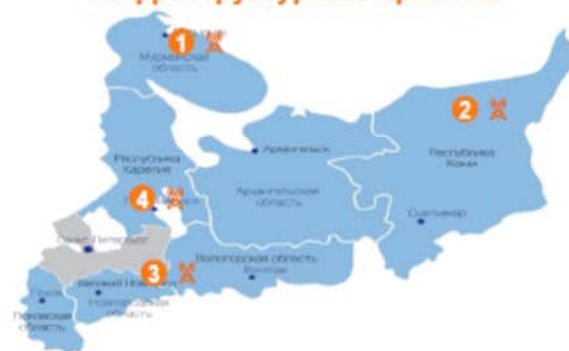 1
Мурманская
область
2
Республика
Коми
Архангельск
Республика
Карелия
Архангельская
область
Сыктывкар
4
Санкт-Петербург
3
Вологодская область
Вологда
Великий Новгород
Новгородская
область
Псков
Псковская
область